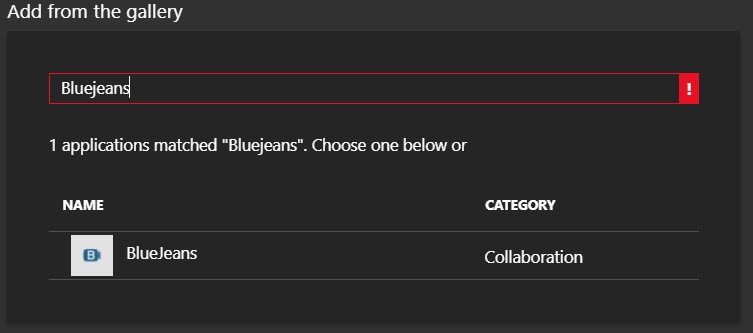 Add from the gallery
Bluejeans
!
1 applications matched "Bluejeans". Choose one below or
NAME CATEGORY
B BlueJeans Collaboration